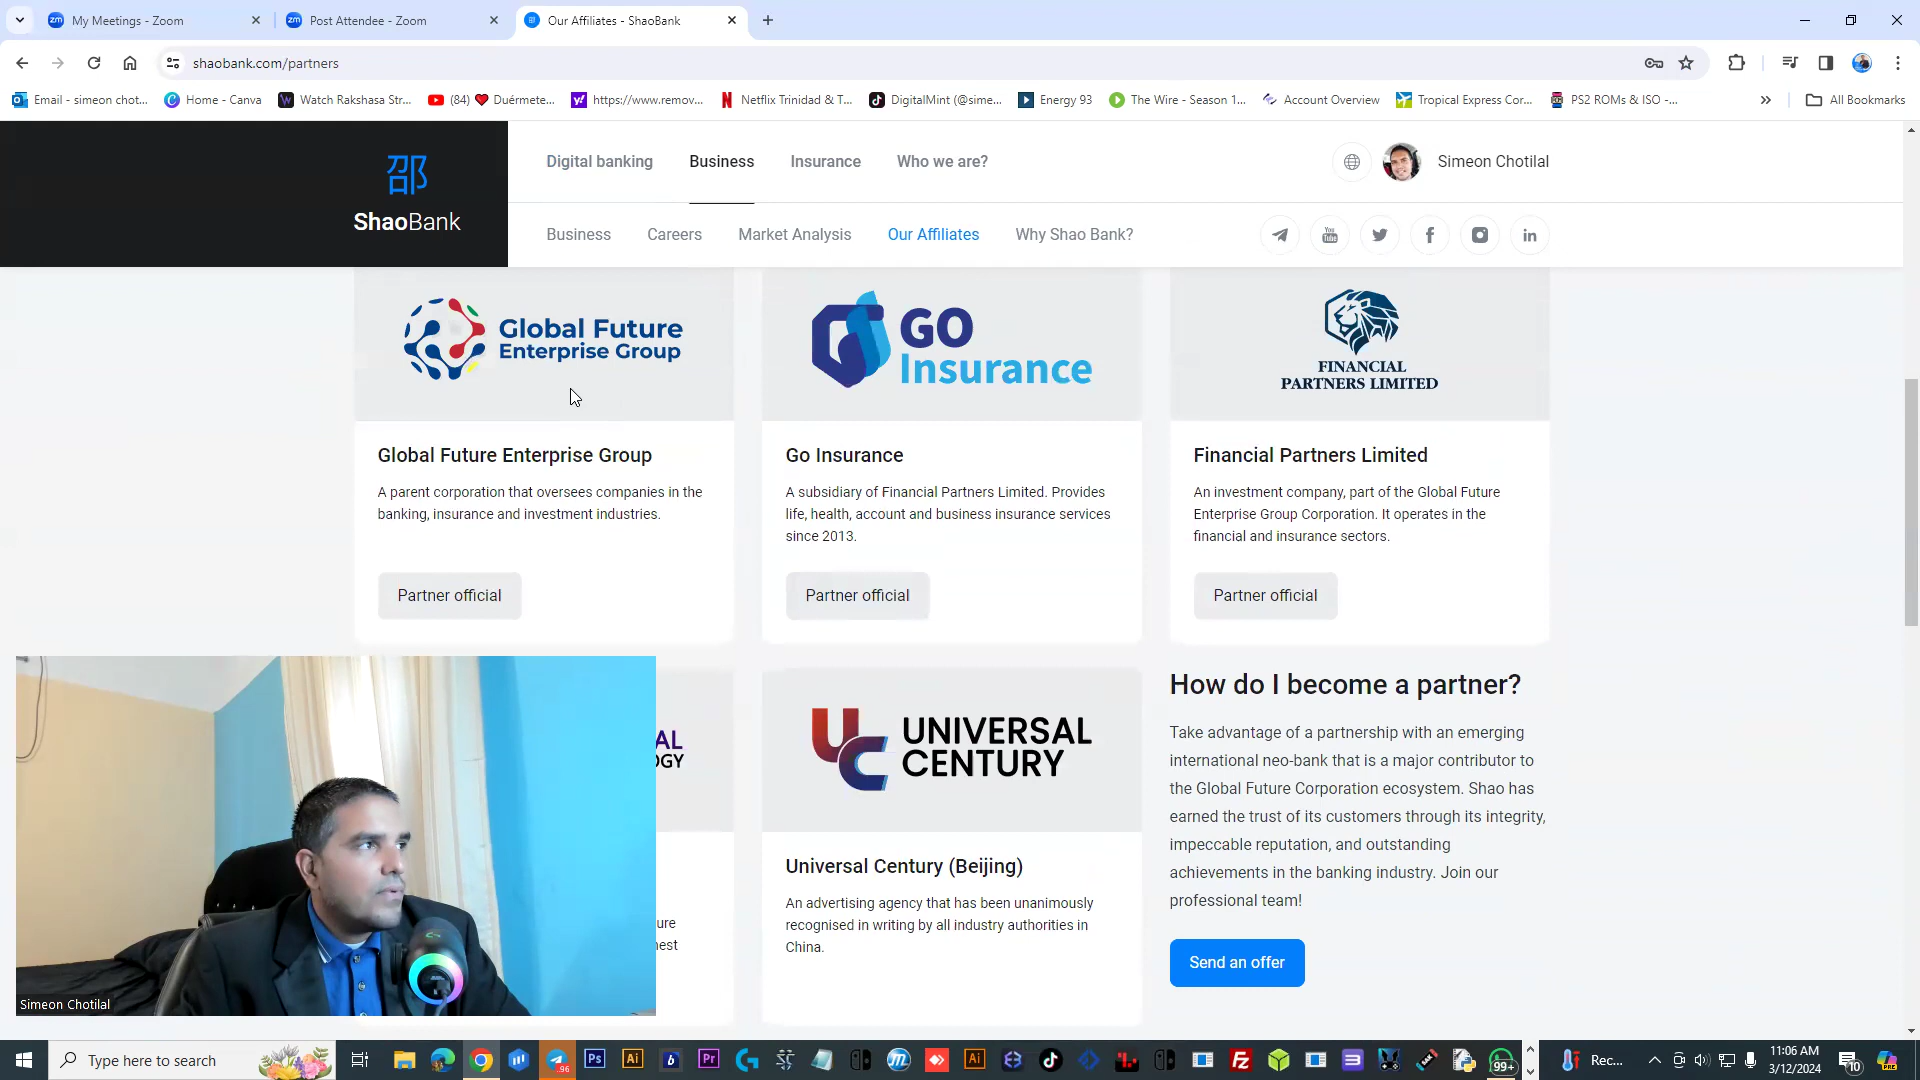 My Meetings - Zoom
Post Attendee - Zoom
Our Affiliates - ShaoBank
shaobank.com/partners
Email - simeon chot...
Home - Canva
Watch Rakshasa Str...
(84) ❤ Duérmete...
https://www.remov...
Netflix Trinidad & T...
DigitalMint (@sime...
Energy 93
The Wire - Season 1...
Account Overview
Tropical Express Cor...
PS2 ROMs & ISO -...
All Bookmarks
邵
ShaoBank
Digital banking
Business
Insurance
Who we are?
Simeon Chotilal
Business
Careers
Market Analysis
Our Affiliates
Why Shao Bank?
Global Future
Enterprise Group
GO
Insurance
FINANCIAL
PARTNERS LIMITED
Global Future Enterprise Group
A parent corporation that oversees companies in the
banking, insurance and investment industries.
Partner official
Go Insurance
A subsidiary of Financial Partners Limited. Provides
life, health, account and business insurance services
since 2013.
Partner official
Financial Partners Limited
An investment company, part of the Global Future
Enterprise Group Corporation. It operates in the
financial and insurance sectors.
Partner official
AL
OGY
ure
nest
UC
UNIVERSAL
CENTURY
Universal Century (Beijing)
An advertising agency that has been unanimously
recognised in writing by all industry authorities in
China.
How do I become a partner?
Take advantage of a partnership with an emerging
international neo-bank that is a major contributor to
the Global Future Corporation ecosystem. Shao has
earned the trust of its customers through its integrity,
impeccable reputation, and outstanding
achievements in the banking industry. Join our
professional team!
Send an offer
Simeon Chotilal
Type here to search
Rec...
11:06 AM
3/12/2024